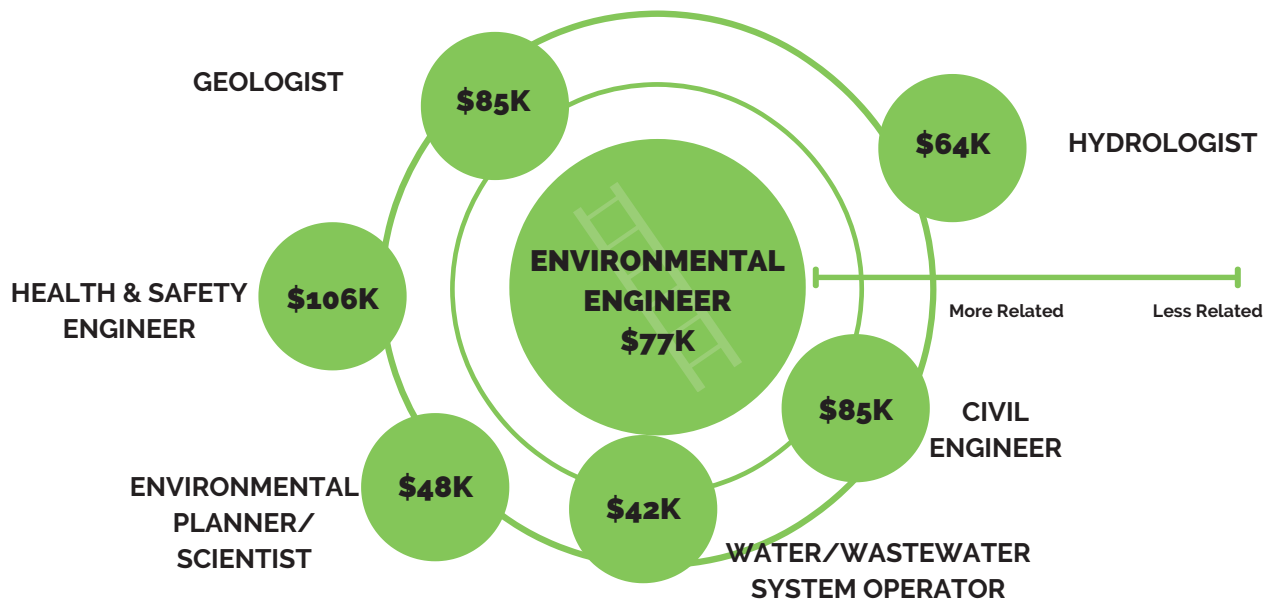 GEOLOGIST
$85K
$64K
HYDROLOGIST
ENVIRONMENTAL
ENGINEER
$77K
HEALTH & SAFETY
ENGINEER
$106K
More Related
Less Related
$85K
CIVIL
ENGINEER
ENVIRONMENTAL
PLANNER/
SCIENTIST
$48K
$42K
WATER/WASTEWATER
SYSTEM OPERATOR